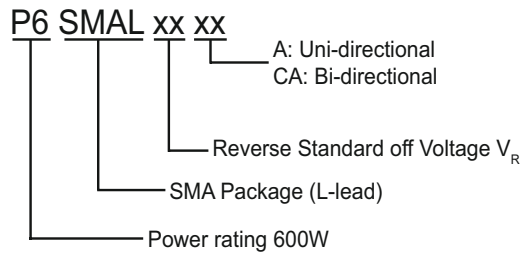 P6 SMAL xx xx
A: Uni-directional
CA: Bi-directional
Reverse Standard off Voltage VR
SMA Package (L-lead)
Power rating 600W